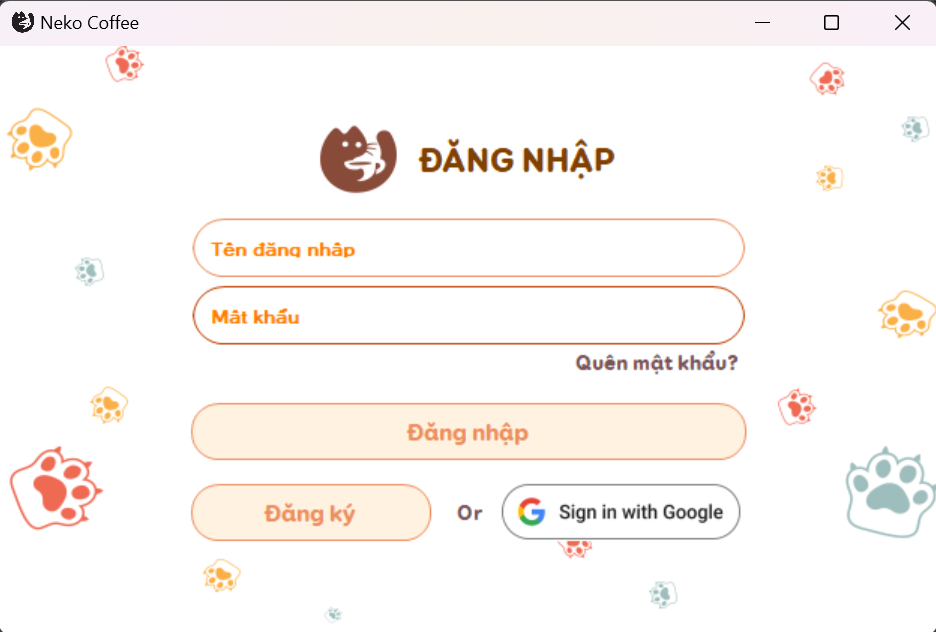 Neko Coffee
ĐĂNG NHẬP
Tên đăng nhập
Mật khẩu
Quên mật khẩu?
Đăng nhập
Đăng ký
Or
Sign in with Google